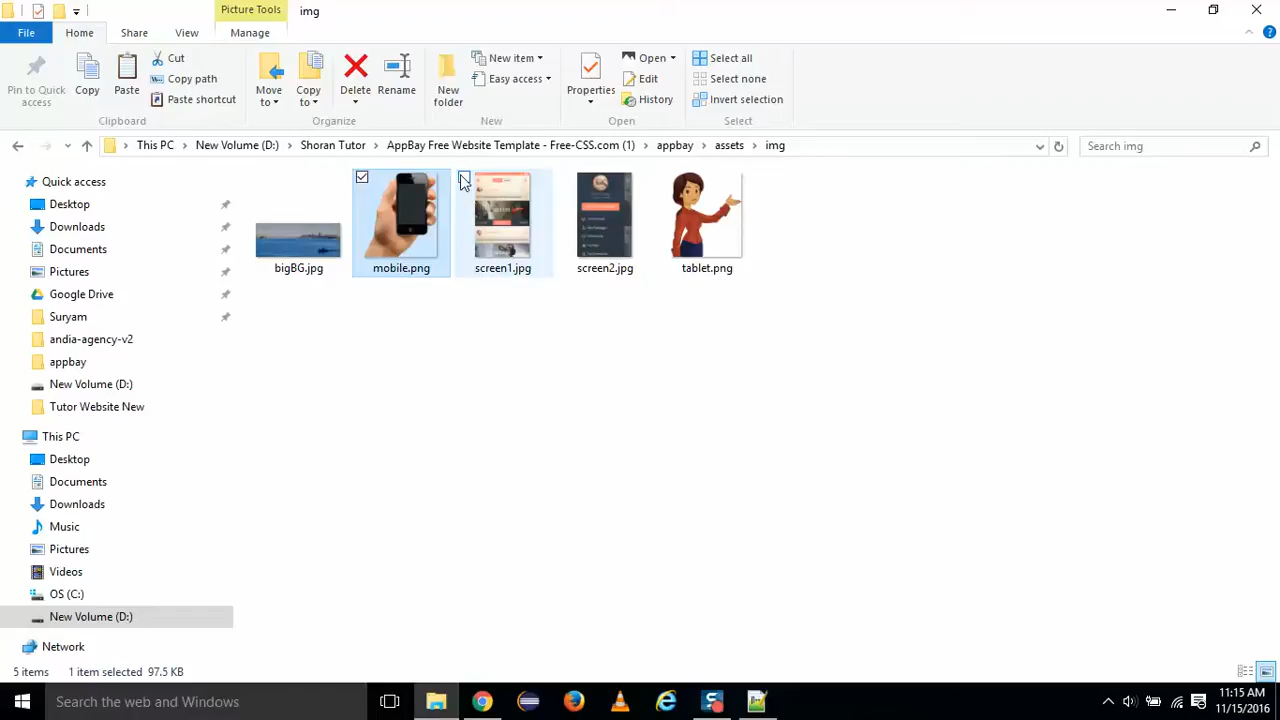 Picture Tools
img
File
Home
Share
View
Manage
Pin to Quick access
Copy
Paste
Cut
Copy path
Paste shortcut
Clipboard
Move to
Copy to
Delete
Rename
Organize
New folder
New item
Easy access
New
Properties
Open
Edit
History
Open
Select all
Select none
Invert selection
Select
This PC
New Volume (D:)
Shoran Tutor
AppBay Free Website Template - Free-CSS.com (1)
appbay
assets
img
Search img
Quick access
Desktop
Downloads
Documents
Pictures
Google Drive
Suryam
andia-agency-v2
appbay
New Volume (D:)
Tutor Website New
This PC
Desktop
Documents
Downloads
Music
Pictures
Videos
OS (C:)
New Volume (D:)
Network
bigBG.jpg
mobile.png
screen1.jpg
screen2.jpg
tablet.png
5 items
1 item selected 97.5 KB
Search the web and Windows
11:15 AM
11/15/2016